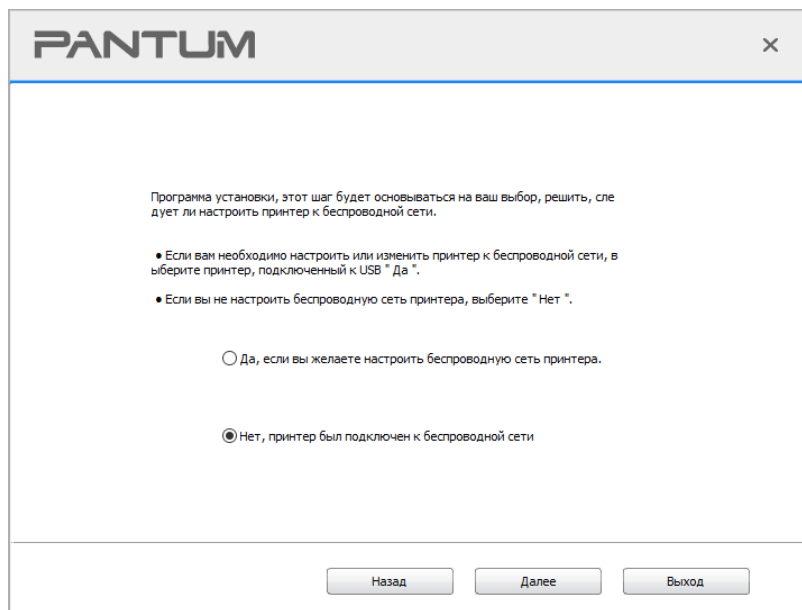 PANTUM
Программа установки, этот шаг будет основываться на ваш выбор, решить, сле
дует ли настроить принтер к беспроводной сети.
● Если вам необходимо настроить или изменить принтер к беспроводной сети, в
ыберите принтер, подключенный к USB " Да ".
● Если вы не настроить беспроводную сеть принтера, выберите " Нет ".
Да, если вы желаете настроить беспроводную сеть принтера.
Нет, принтер был подключен к беспроводной сети
Назад Далее Выход